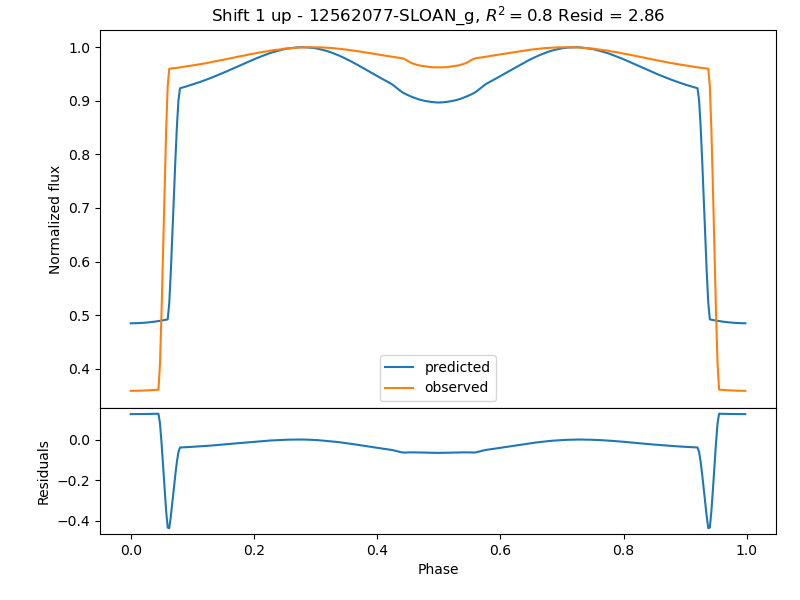 Shift 1 up - 12562077-SLOAN_g, R² = 0.8 Resid = 2.86
1.0
0.9
0.8
0.7
0.6
0.5
0.4
Normalized flux
predicted
observed
0.0
−0.2
−0.4
Residuals
0.0 0.2 0.4 0.6 0.8 1.0
Phase